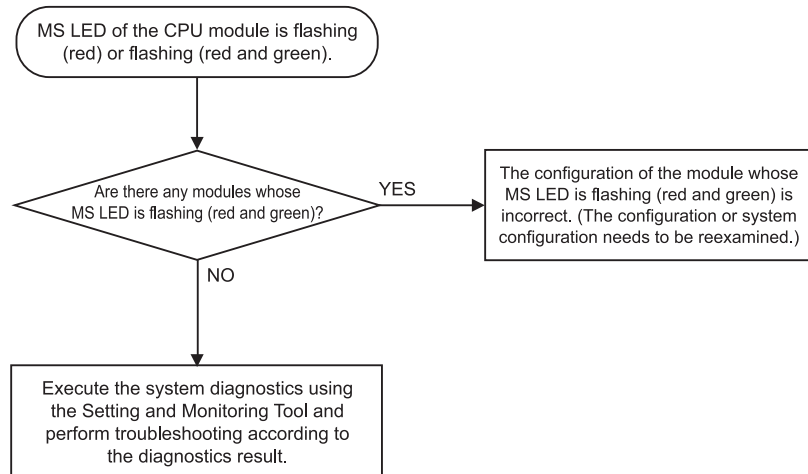 MS LED of the CPU module is flashing
(red) or flashing (red and green).
Are there any modules whose
MS LED is flashing (red and green)?
YES
The configuration of the module whose
MS LED is flashing (red and green) is
incorrect. (The configuration or system
configuration needs to be reexamined.)
NO
Execute the system diagnostics using
the Setting and Monitoring Tool and
perform troubleshooting according to
the diagnostics result.